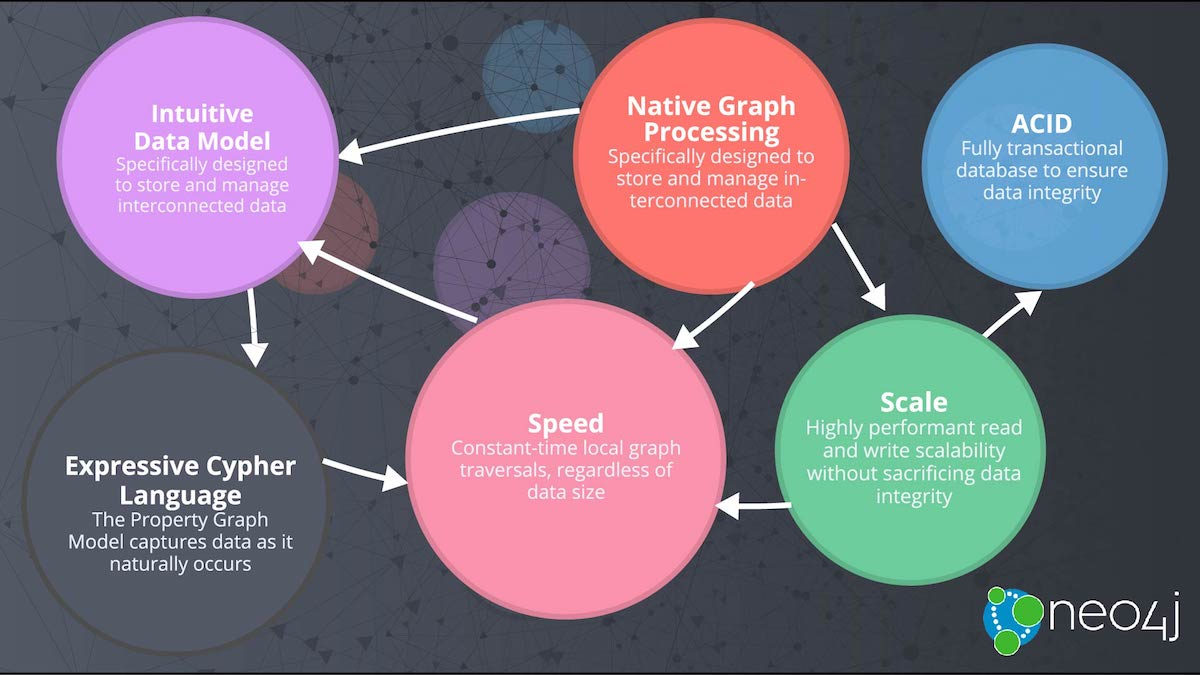 Intuitive
Data Model
Specifically designed
to store and manage
interconnected data
Native Graph
Processing
Specifically designed to
store and manage in-
terconnected data
ACID
Fully transactional
database to ensure
data integrity
Expressive Cypher
Language
The Property Graph
Model captures data as it
naturally occurs
Speed
Constant-time local graph
traversals, regardless of
data size
Scale
Highly performant read
and write scalability
without sacrificing data
integrity
neo4j